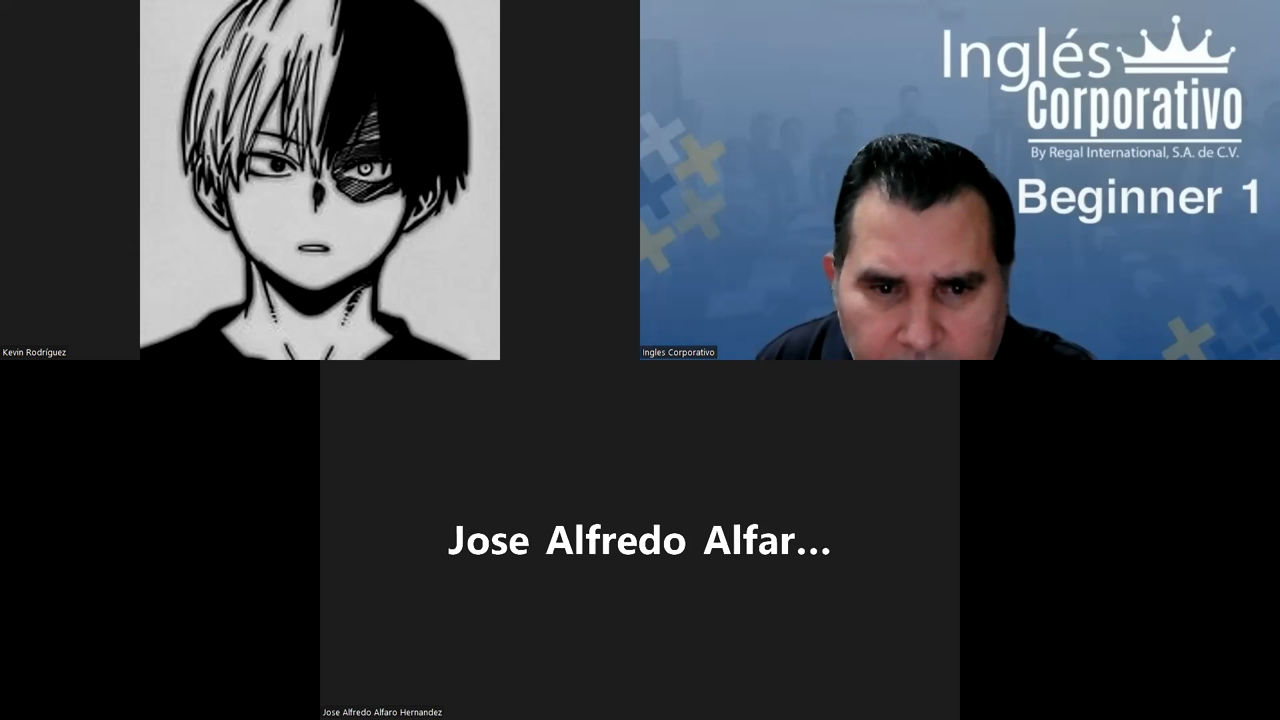 Kevin Rodríguez
Inglés
Corporativo
By Regal International, S.A. de C.V.
Beginner 1
Ingles Corporativo
Jose Alfredo Alfar...
Jose Alfredo Alfaro Hernandez